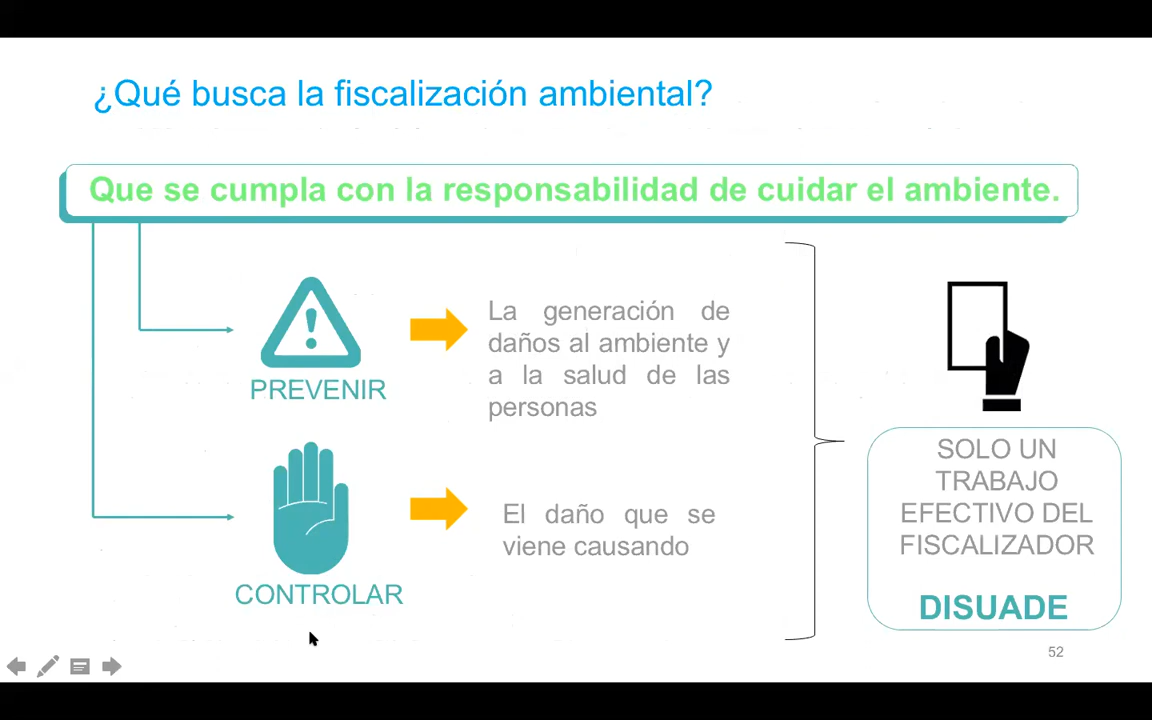 ¿Qué busca la fiscalización ambiental?
Que se cumpla con la responsabilidad de cuidar el ambiente.
PREVENIR
La generación de
daños al ambiente y
a la salud de las
personas
CONTROLAR
El daño que se
viene causando
SOLO UN
TRABAJO
EFECTIVO DEL
FISCALIZADOR
DISUADE
52